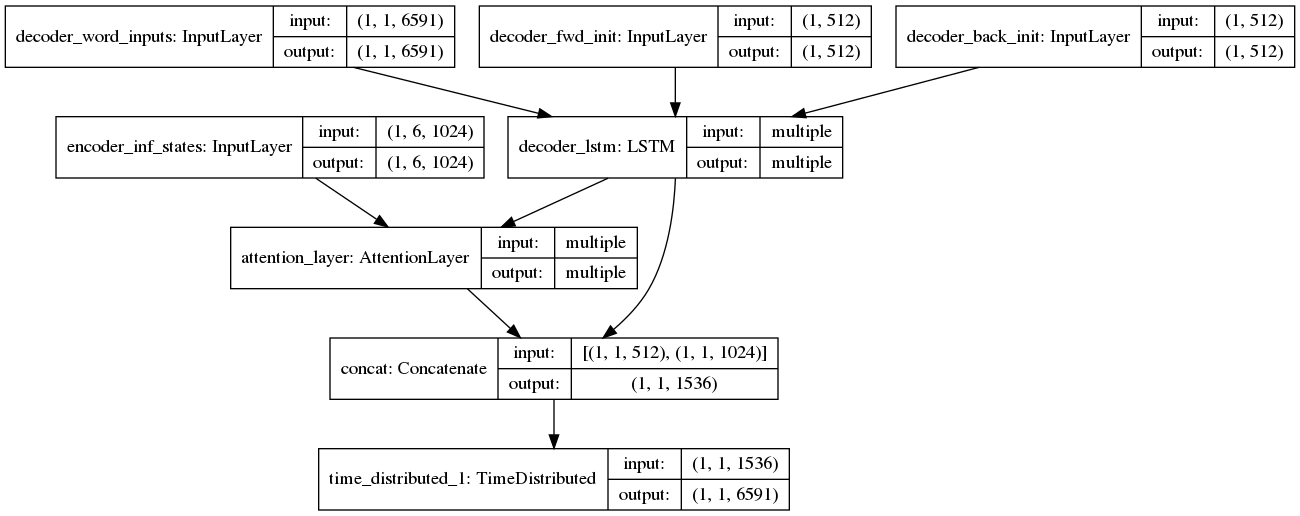 decoder_word_inputs: InputLayer
input: (1, 1, 6591)
output: (1, 1, 6591)
decoder_fwd_init: InputLayer
input: (1, 512)
output: (1, 512)
decoder_back_init: InputLayer
input: (1, 512)
output: (1, 512)
encoder_inf_states: InputLayer
input: (1, 6, 1024)
output: (1, 6, 1024)
decoder_lstm: LSTM
input: multiple
output: multiple
attention_layer: AttentionLayer
input: multiple
output: multiple
concat: Concatenate
input: [(1, 1, 512), (1, 1, 1024)]
output: (1, 1, 1536)
time_distributed_1: TimeDistributed
input: (1, 1, 1536)
output: (1, 1, 6591)